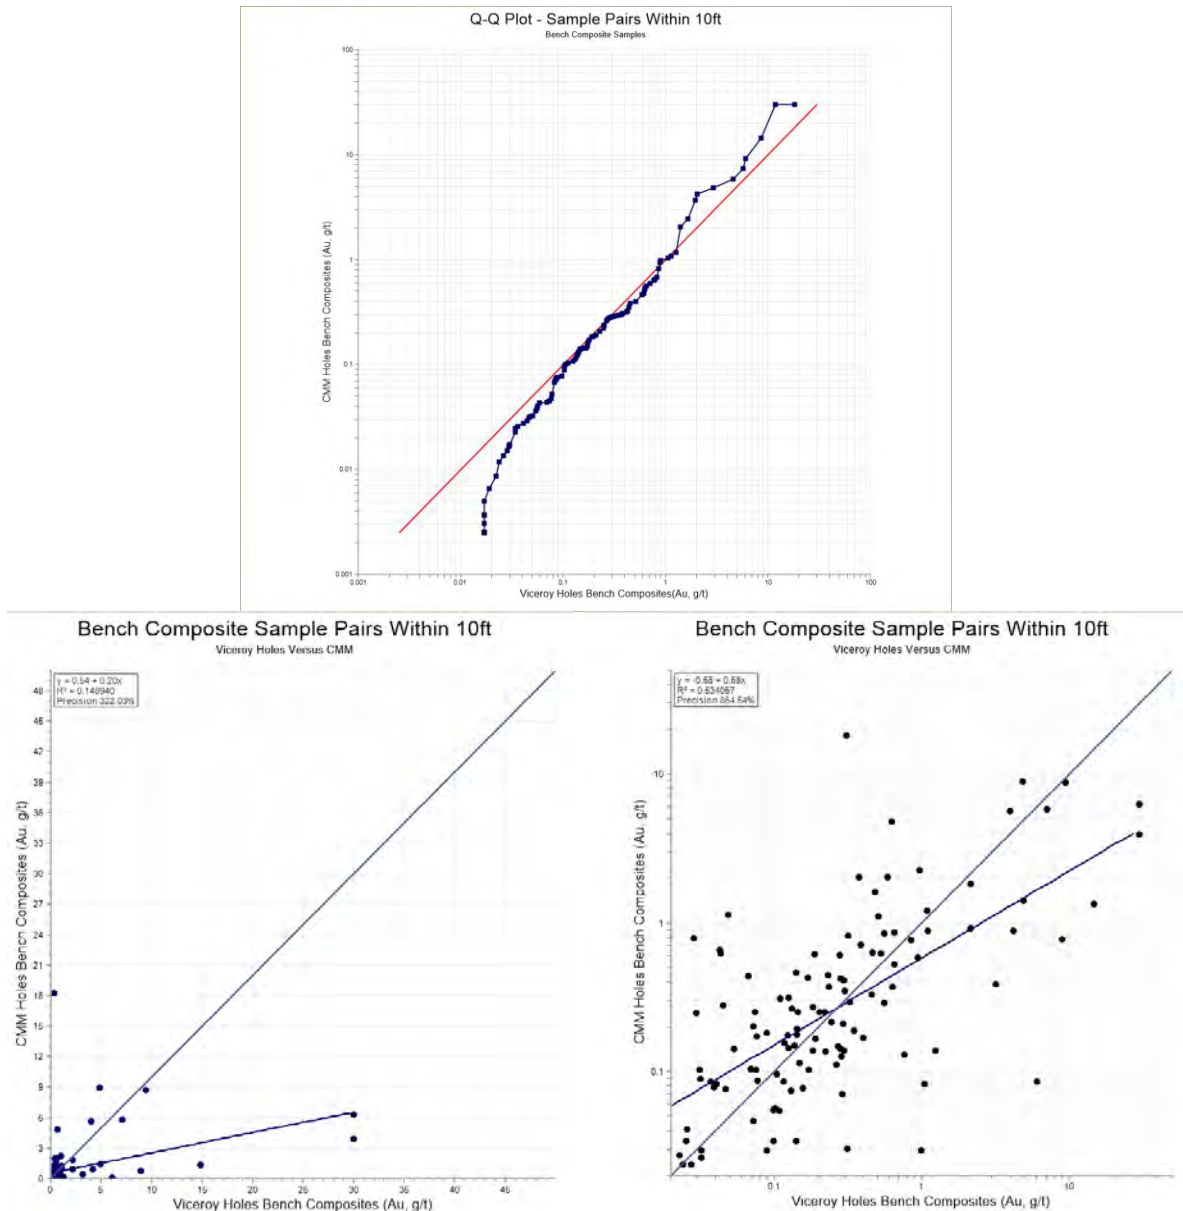 Q-Q Plot - Sample Pairs Within 10ft
Bench Composite Samples
100
10
1
0.1
0.01
0.001
CMM Holes Bench Composites (Au, g/t)
0.001
0.01
0.1
1
10
100
Viceroy Holes Bench Composites(Au, g/t)
Bench Composite Sample Pairs Within 10ft
Viceroy Holes Versus CMM
y = 0.54 + 0.20x
R² = 0.148940
Precision 322.03%
48
45
42
39
36
33
30
27
24
21
18
15
12
9
6
3
0
CMM Holes Bench Composites (Au, g/t)
0
5
10
15
20
25
30
35
40
45
Viceroy Holes Bench Composites (Au, g/t)
Bench Composite Sample Pairs Within 10ft
Viceroy Holes Versus CMM
R² = 0.534067
10
1
0.1
CMM Holes Bench Composites (Au, g/t)
0.1
1
10
Viceroy Holes Bench Composites (Au, g/t)